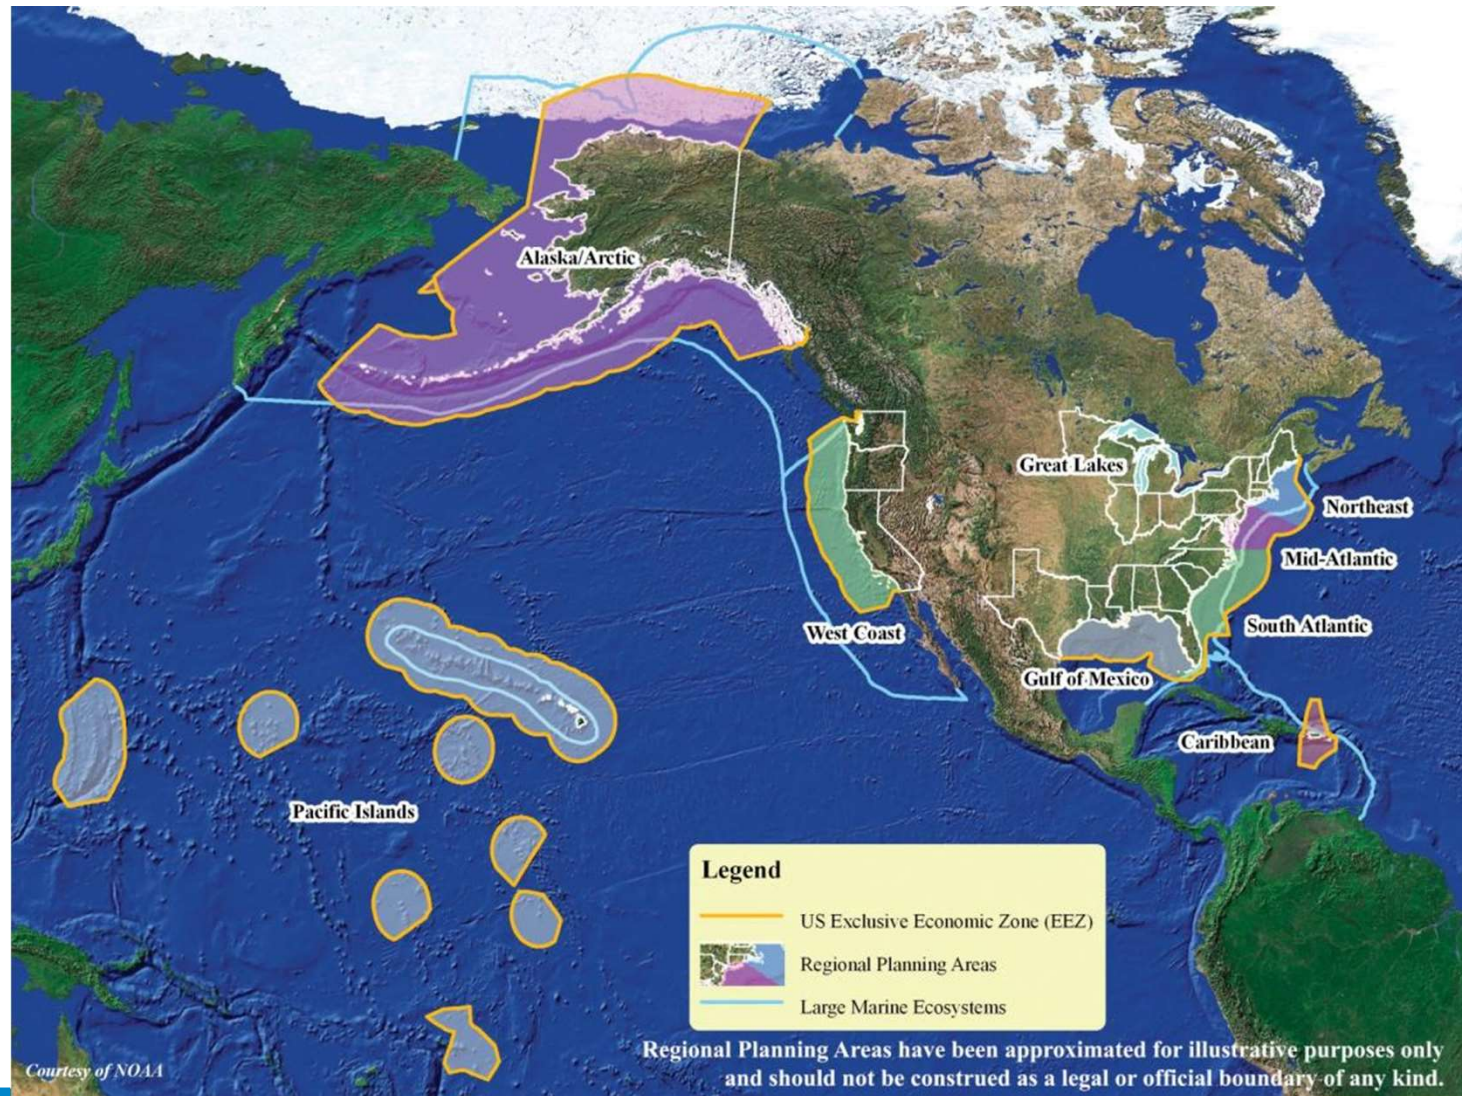 Alaska/Arctic
Great Lakes
Northeast
Mid-Atlantic
South Atlantic
West Coast
Gulf of Mexico
Caribbean
Pacific Islands
Legend
US Exclusive Economic Zone (EEZ)
Regional Planning Areas
Large Marine Ecosystems
Regional Planning Areas have been approximated for illustrative purposes only
and should not be construed as a legal or official boundary of any kind.
Courtesy of NOAA